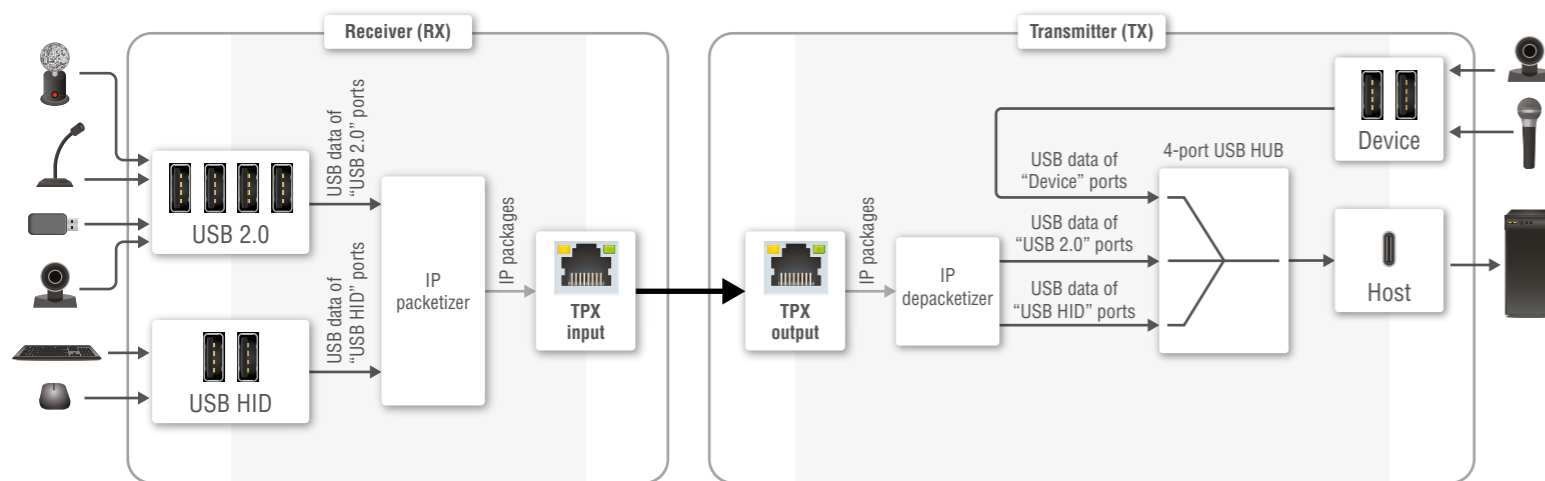 Receiver (RX)
USB 2.0
USB HID
USB data of
“USB 2.0” ports
USB data of
“USB HID” ports
IP
packetizer
IP packages
TPX
input
Transmitter (TX)
TPX
output
IP packages
IP
depacketizer
USB data of
“Device” ports
USB data of
“USB 2.0” ports
USB data of
“USB HID” ports
4-port USB HUB
Device
Host